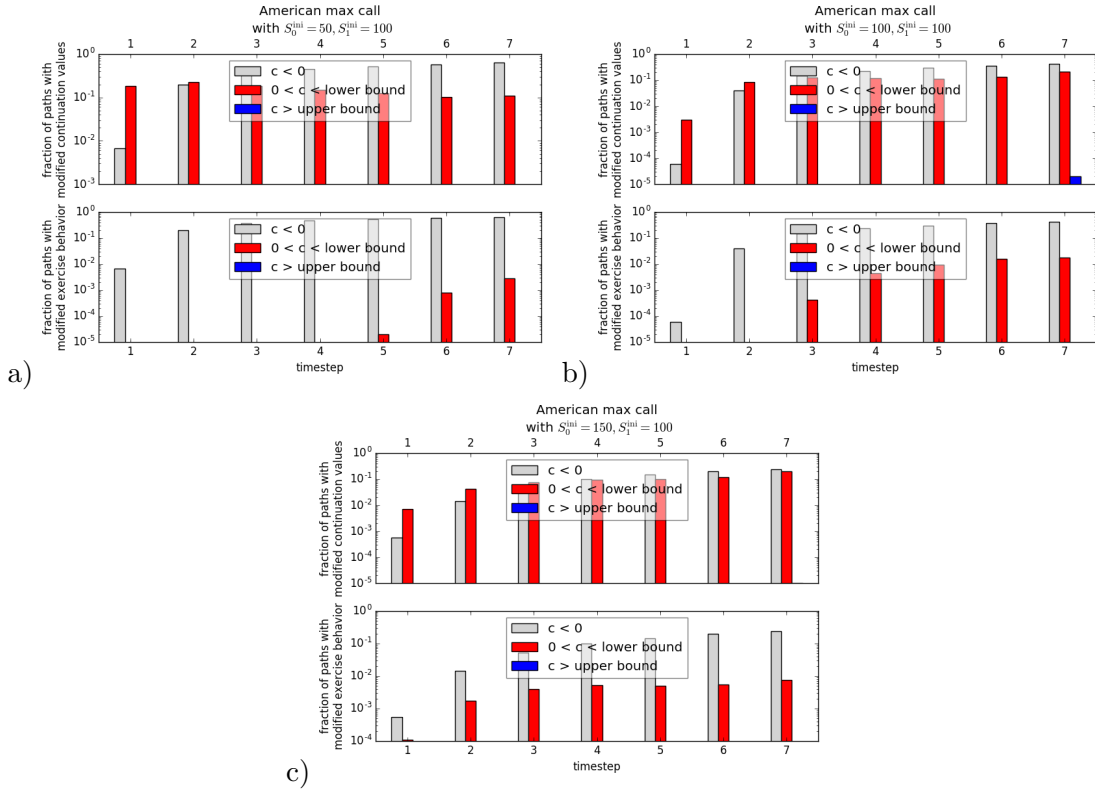 American max call
with $S_0^{ini} = 50, S_1^{ini} = 100$
1 2 3 4 5 6 7
fraction of paths with
modified continuation values
10^0
10^-1
10^-2
10^-3
c < 0
0 < c < lower bound
c > upper bound
fraction of paths with
modified exercise behavior
10^0
10^-1
10^-2
10^-3
10^-4
10^-5
c < 0
0 < c < lower bound
c > upper bound
1 2 3 4 5 6 7
timestep
a)
American max call
with $S_0^{ini} = 100, S_1^{ini} = 100$
1 2 3 4 5 6 7
fraction of paths with
modified continuation values
10^0
10^-1
10^-2
10^-3
10^-4
10^-5
c < 0
0 < c < lower bound
c > upper bound
fraction of paths with
modified exercise behavior
10^0
10^-1
10^-2
10^-3
10^-4
10^-5
c < 0
0 < c < lower bound
c > upper bound
1 2 3 4 5 6 7
timestep
b)
American max call
with $S_0^{ini} = 150, S_1^{ini} = 100$
1 2 3 4 5 6 7
fraction of paths with
modified continuation values
10^0
10^-1
10^-2
10^-3
10^-4
10^-5
c < 0
0 < c < lower bound
c > upper bound
fraction of paths with
modified exercise behavior
10^0
10^-1
10^-2
10^-3
10^-4
c < 0
0 < c < lower bound
c > upper bound
1 2 3 4 5 6 7
timestep
c)